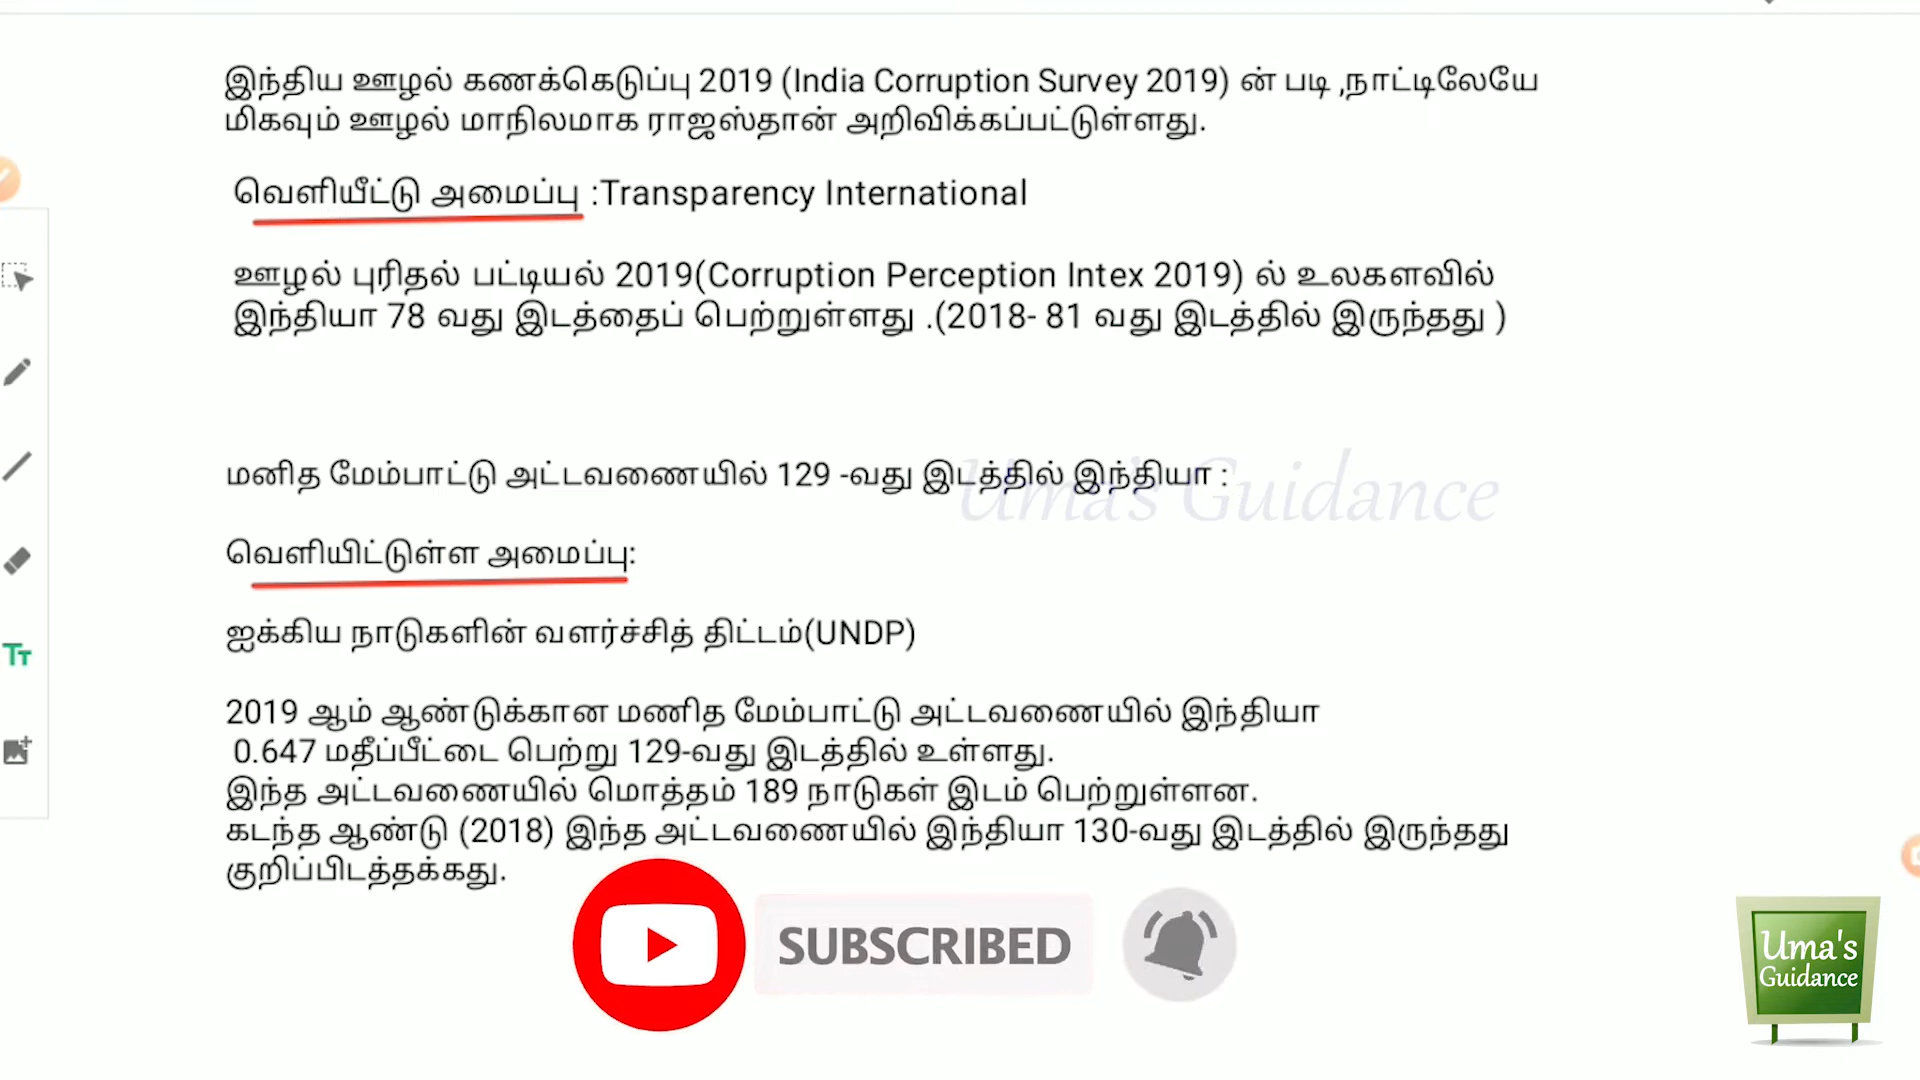 இந்திய ஊழல் கணக்கெடுப்பு 2019 (India Corruption Survey 2019) ன் படி ,நாட்டிலேயே
மிகவும் ஊழல் மாநிலமாக ராஜஸ்தான் அறிவிக்கப்பட்டுள்ளது.
வெளியீட்டு அமைப்பு :Transparency International
ஊழல் புரிதல் பட்டியல் 2019(Corruption Perception Intex 2019) ல் உலகளவில்
இந்தியா 78 வது இடத்தைப் பெற்றுள்ளது .(2018- 81 வது இடத்தில் இருந்தது )
மனித மேம்பாட்டு அட்டவணையில் 129 -வது இடத்தில் இந்தியா :
Uma's Guidance
வெளியிட்டுள்ள அமைப்பு:
ஐக்கிய நாடுகளின் வளர்ச்சித் திட்டம்(UNDP)
2019 ஆம் ஆண்டுக்கான மணித மேம்பாட்டு அட்டவணையில் இந்தியா
0.647 மதீப்பீட்டை பெற்று 129-வது இடத்தில் உள்ளது.
இந்த அட்டவணையில் மொத்தம் 189 நாடுகள் இடம் பெற்றுள்ளன.
கடந்த ஆண்டு (2018) இந்த அட்டவணையில் இந்தியா 130-வது இடத்தில் இருந்தது
குறிப்பிடத்தக்கது.
SUBSCRIBED
Uma's
Guidance
TT